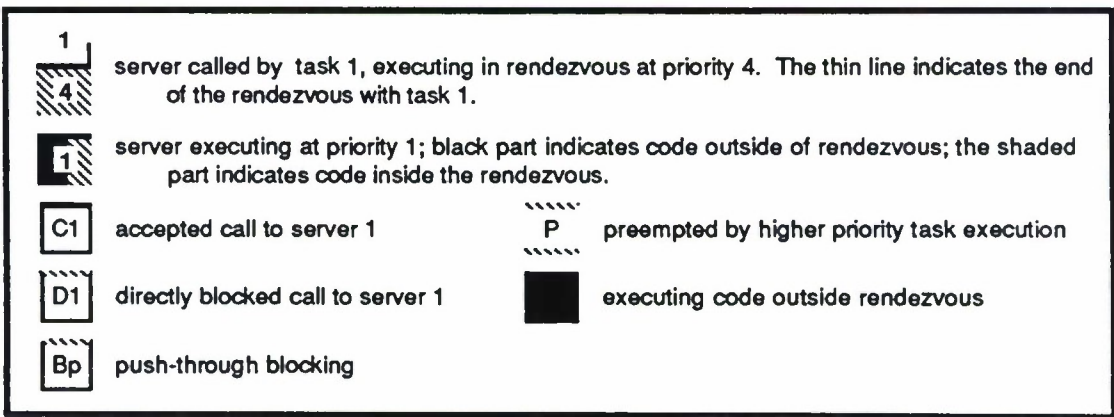 1
4
server called by task 1, executing in rendezvous at priority 4. The thin line indicates the end
of the rendezvous with task 1.
1
server executing at priority 1; black part indicates code outside of rendezvous; the shaded
part indicates code inside the rendezvous.
C1 accepted call to server 1
P preempted by higher priority task execution
D1 directly blocked call to server 1
executing code outside rendezvous
Bp push-through blocking